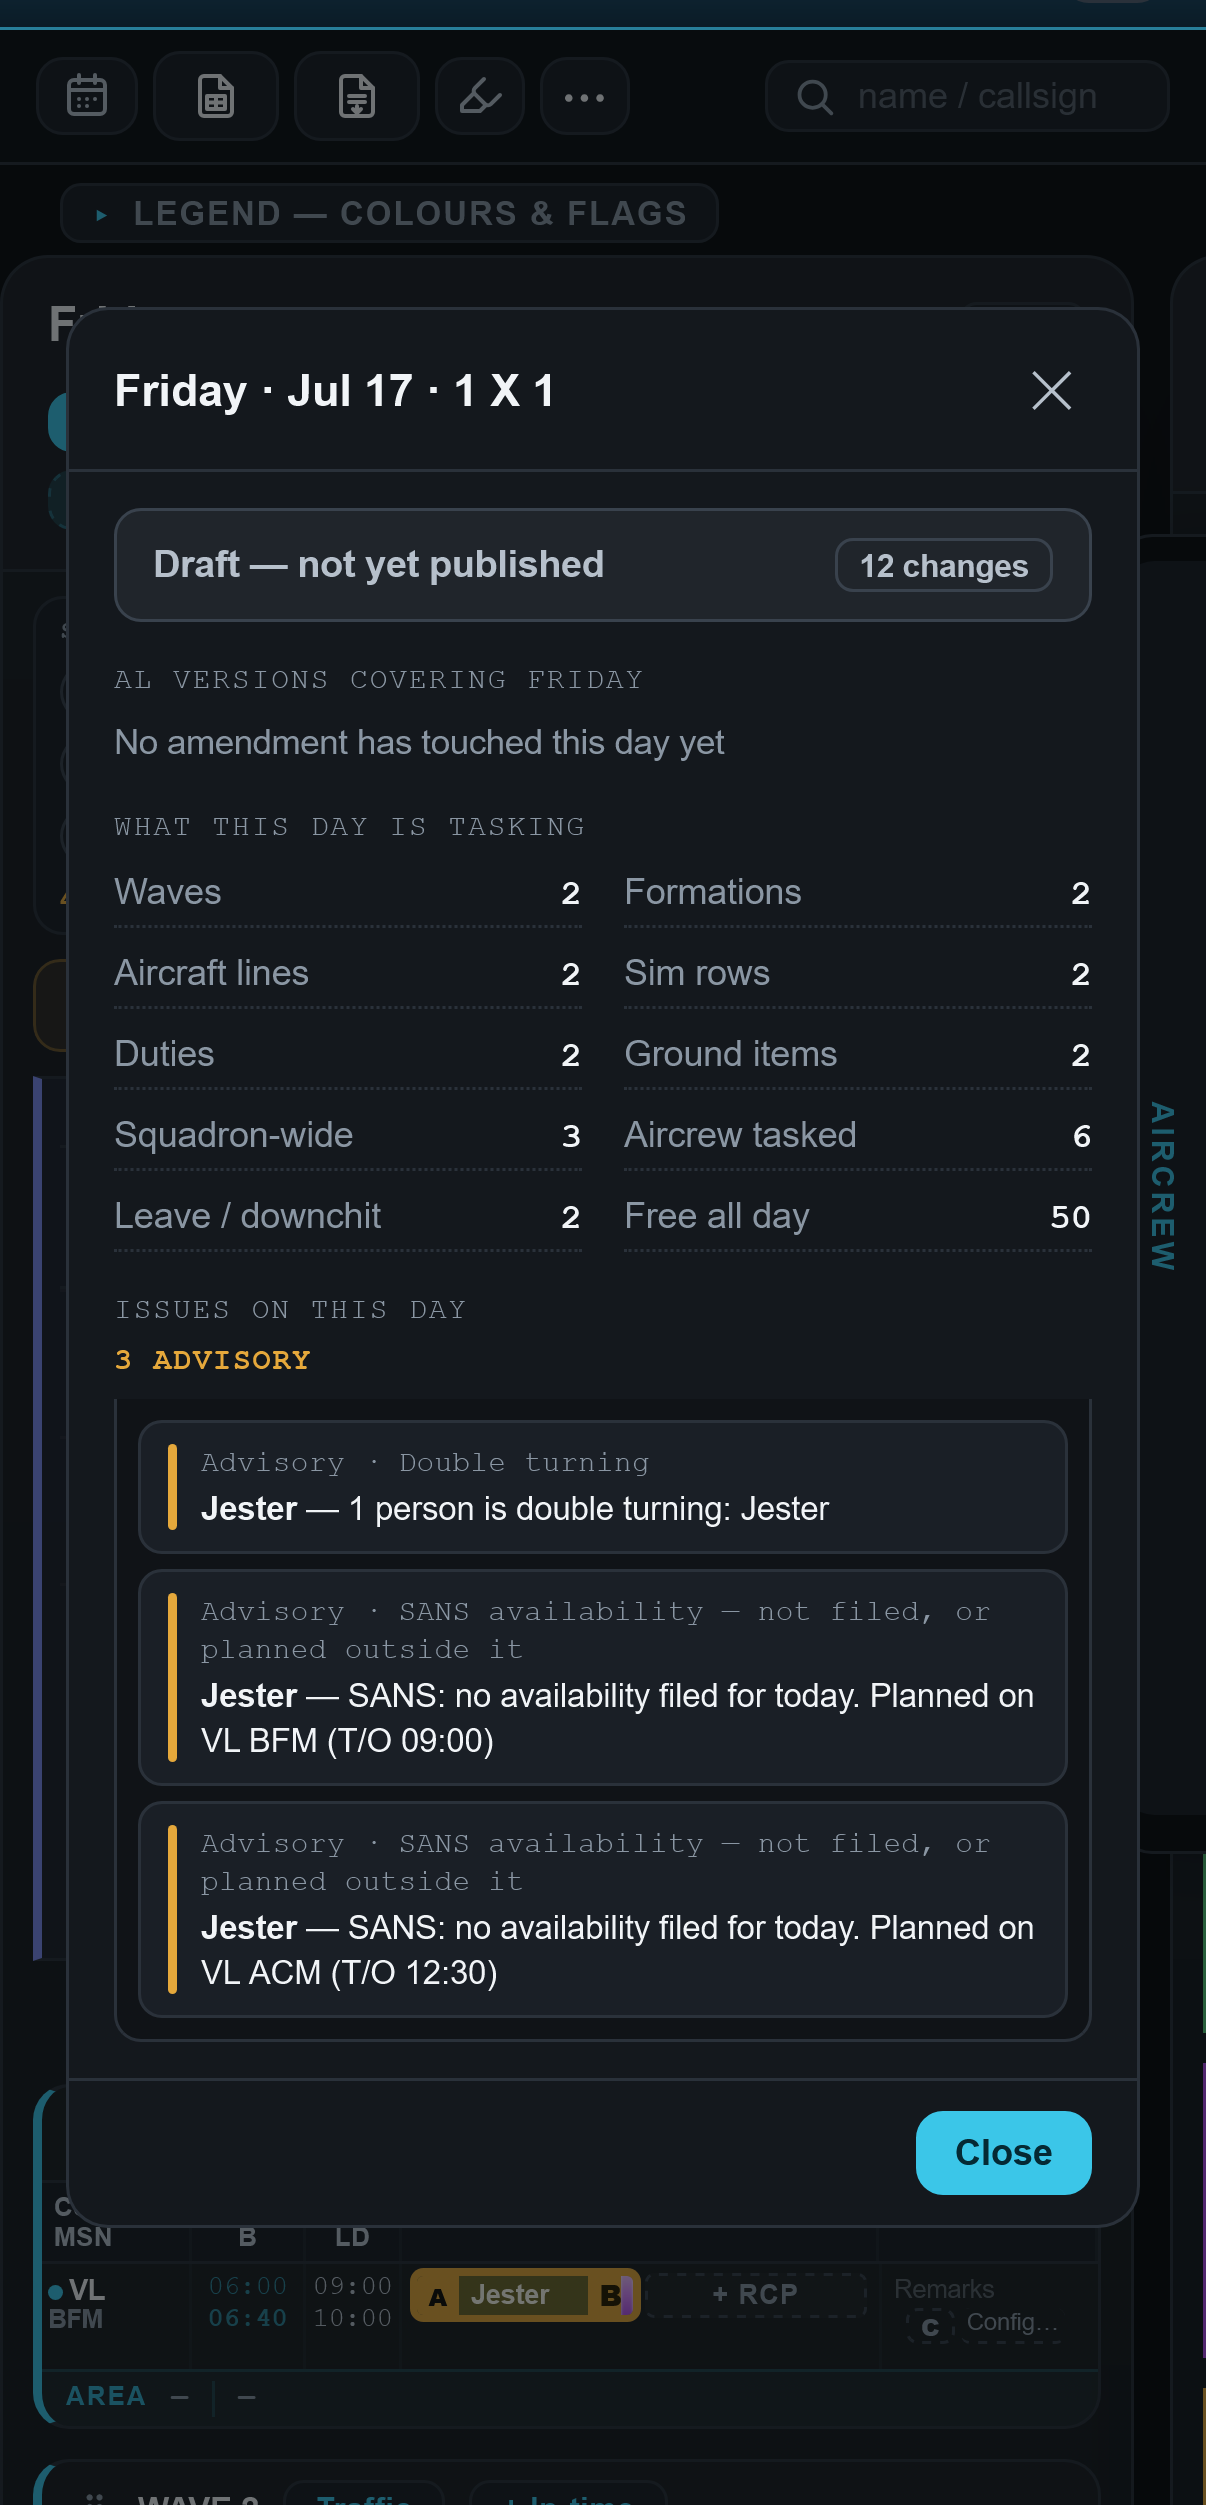 name / callsign
LEGEND — COLOURS & FLAGS
Friday · Jul 17 · 1 X 1
Draft — not yet published
12 changes
AL VERSIONS COVERING FRIDAY
No amendment has touched this day yet
WHAT THIS DAY IS TASKING
Waves 2
Formations 2
Aircraft lines 2
Sim rows 2
Duties 2
Ground items 2
Squadron-wide 3
Aircrew tasked 6
Leave / downchit 2
Free all day 50
AIRCREW
ISSUES ON THIS DAY
3 ADVISORY
Advisory · Double turning
Jester — 1 person is double turning: Jester
Advisory · SANS availability — not filed, or
planned outside it
Jester — SANS: no availability filed for today. Planned on
VL BFM (T/O 09:00)
Advisory · SANS availability — not filed, or
planned outside it
Jester — SANS: no availability filed for today. Planned on
VL ACM (T/O 12:30)
Close
MSN B LD
VL 06:00 09:00 A Jester B + RCP Remarks
BFM 06:40 10:00 C Config…
AREA — —
WAVE 2 Traffic + In-time